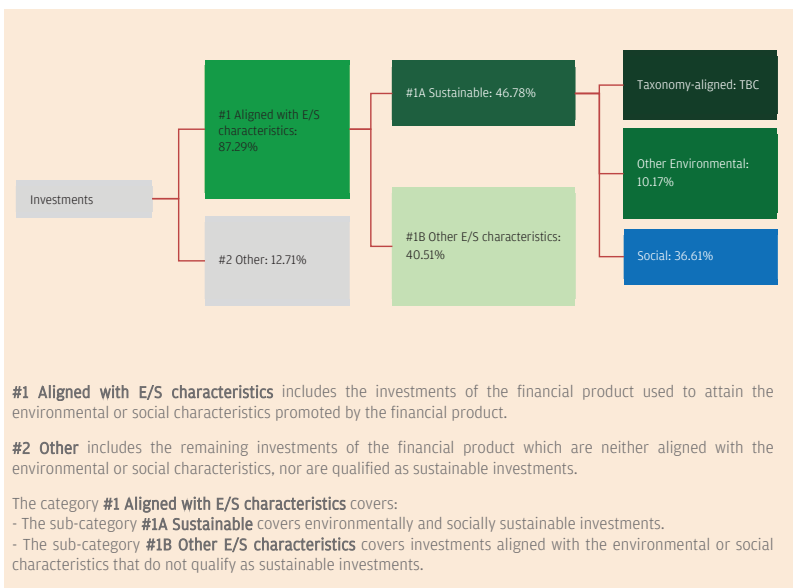 Investments
#1 Aligned with E/S
characteristics:
87.29%
#2 Other: 12.71%
#1A Sustainable: 46.78%
#1B Other E/S characteristics:
40.51%
Taxonomy-aligned: TBC
Other Environmental:
10.17%
Social: 36.61%
#1 Aligned with E/S characteristics includes the investments of the financial product used to attain the
environmental or social characteristics promoted by the financial product.
#2 Other includes the remaining investments of the financial product which are neither aligned with the
environmental or social characteristics, nor are qualified as sustainable investments.
The category #1 Aligned with E/S characteristics covers:
- The sub-category #1A Sustainable covers environmentally and socially sustainable investments.
- The sub-category #1B Other E/S characteristics covers investments aligned with the environmental or social
characteristics that do not qualify as sustainable investments.